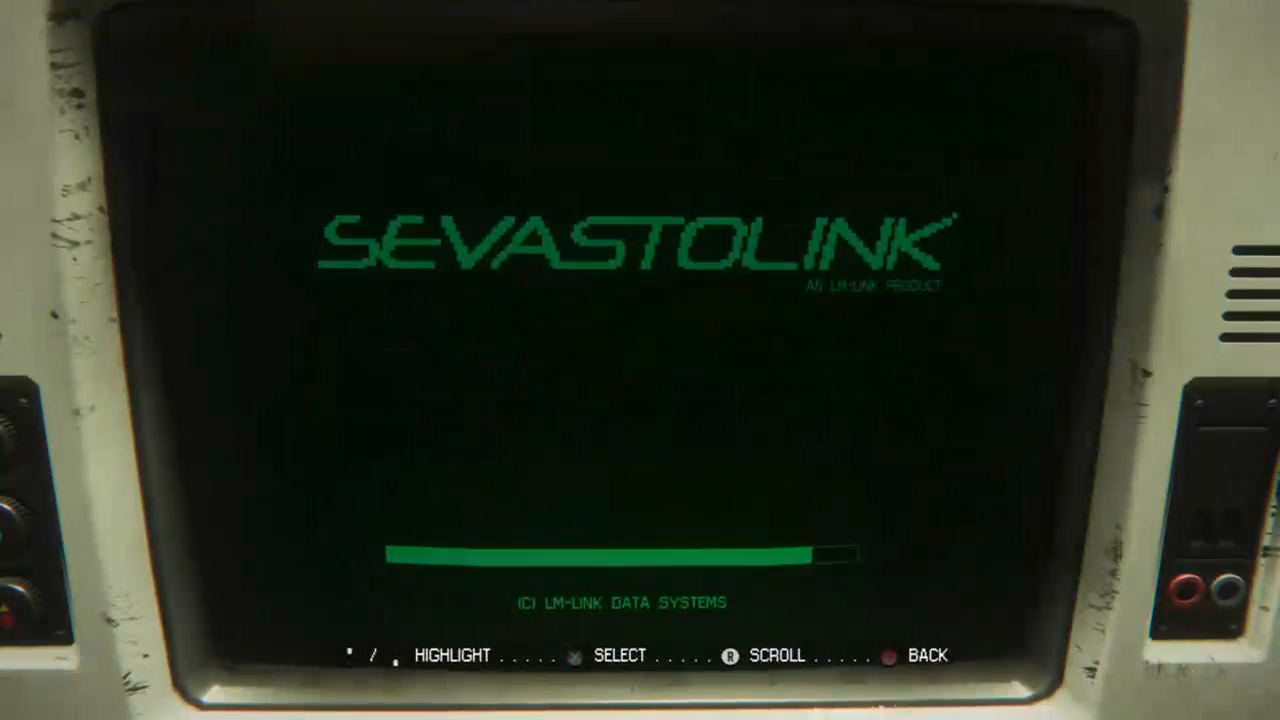 SEVASTOLINK
AN LM-LINK PRODUCT
(C) LM-LINK DATA SYSTEMS
/ HIGHLIGHT ..... X SELECT ..... R SCROLL ..... BACK